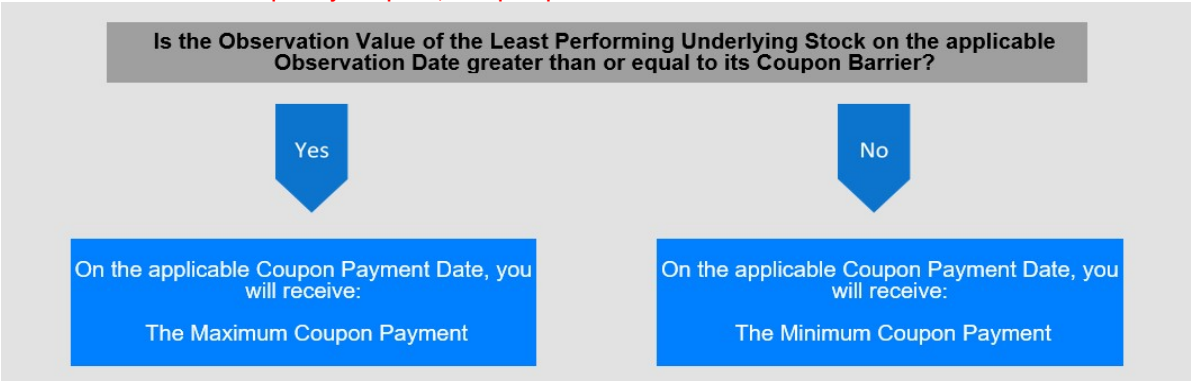 Is the Observation Value of the Least Performing Underlying Stock on the applicable
Observation Date greater than or equal to its Coupon Barrier?
Yes
No
On the applicable Coupon Payment Date, you
will receive:
The Maximum Coupon Payment
On the applicable Coupon Payment Date, you
will receive:
The Minimum Coupon Payment